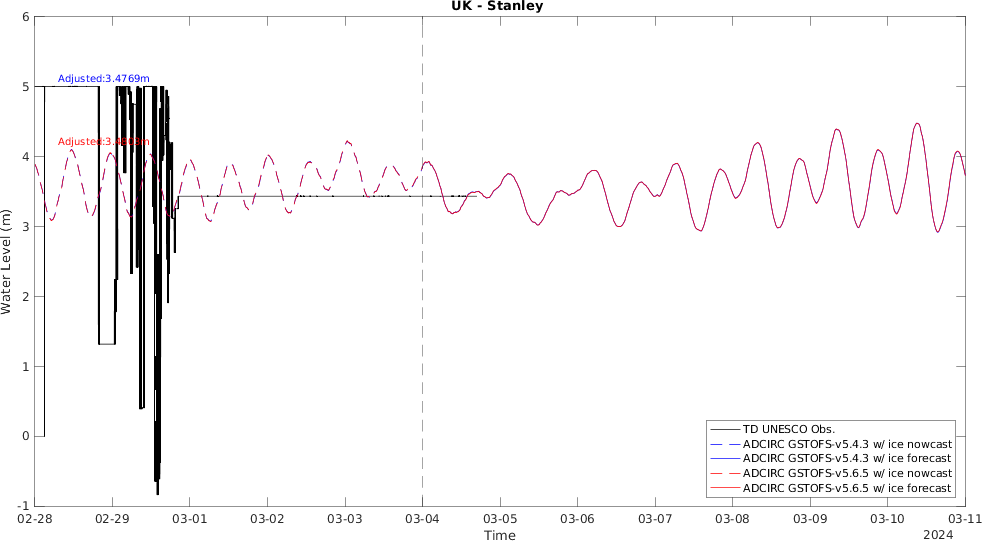 UK - Stanley
Water Level (m)
6
5
4
3
2
1
0
-1
Adjusted:3.4769m
02-28
02-29
03-01
03-02
03-03
03-04
03-05
03-06
03-07
03-08
03-09
03-10
03-11
Time
2024
TD UNESCO Obs.
ADCIRC GSTOFS-v5.4.3 w/ ice nowcast
ADCIRC GSTOFS-v5.4.3 w/ ice forecast
ADCIRC GSTOFS-v5.6.5 w/ ice nowcast
ADCIRC GSTOFS-v5.6.5 w/ ice forecast